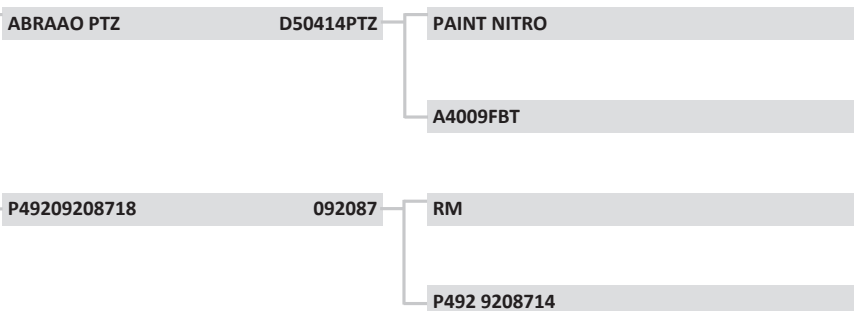 ABRAAO PTZ D50414PTZ PAINT NITRO
A4009FBT
P49209208718 092087 RM
P492 9208714